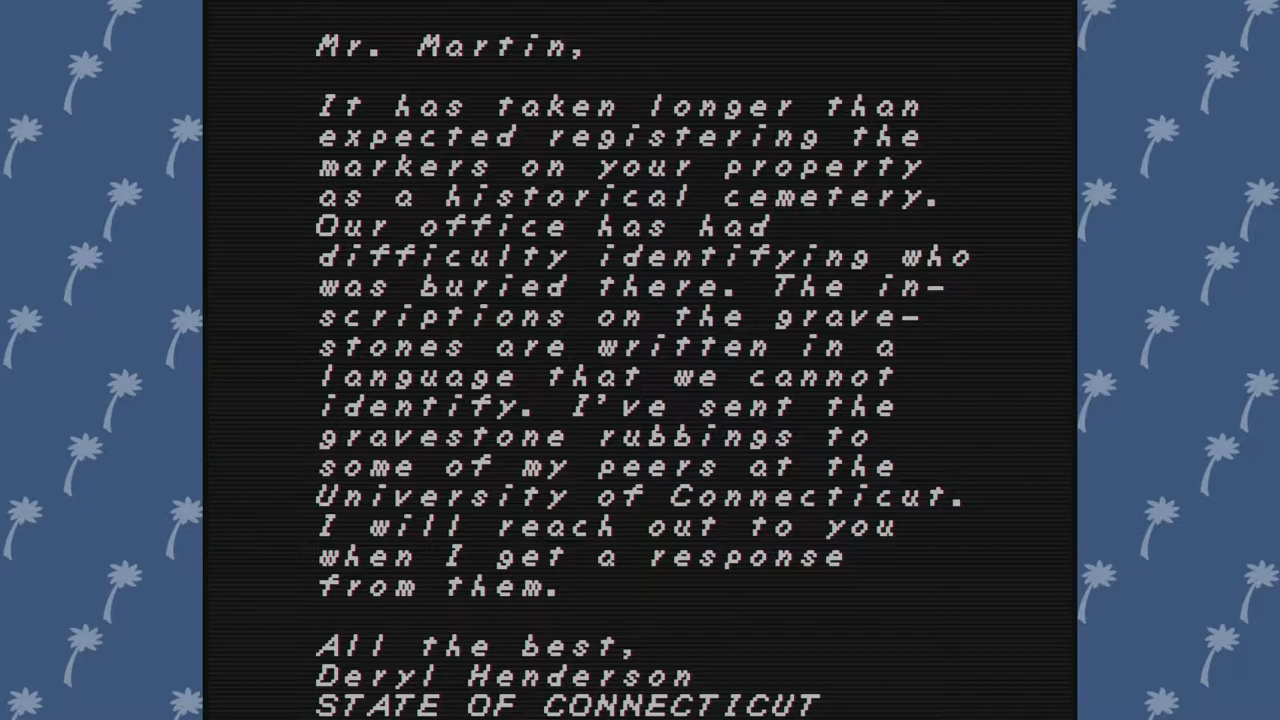 Mr. Martin,
It has taken longer than
expected registering the
markers on your property
as a historical cemetery.
Our office has had
difficulty identifying who
was buried there. The in-
scriptions on the grave-
stones are written in a
language that we cannot
identify. I've sent the
gravestone rubbings to
some of my peers at the
University of Connecticut.
I will reach out to you
when I get a response
from them.
All the best,
Deryl Henderson
STATE OF CONNECTICUT